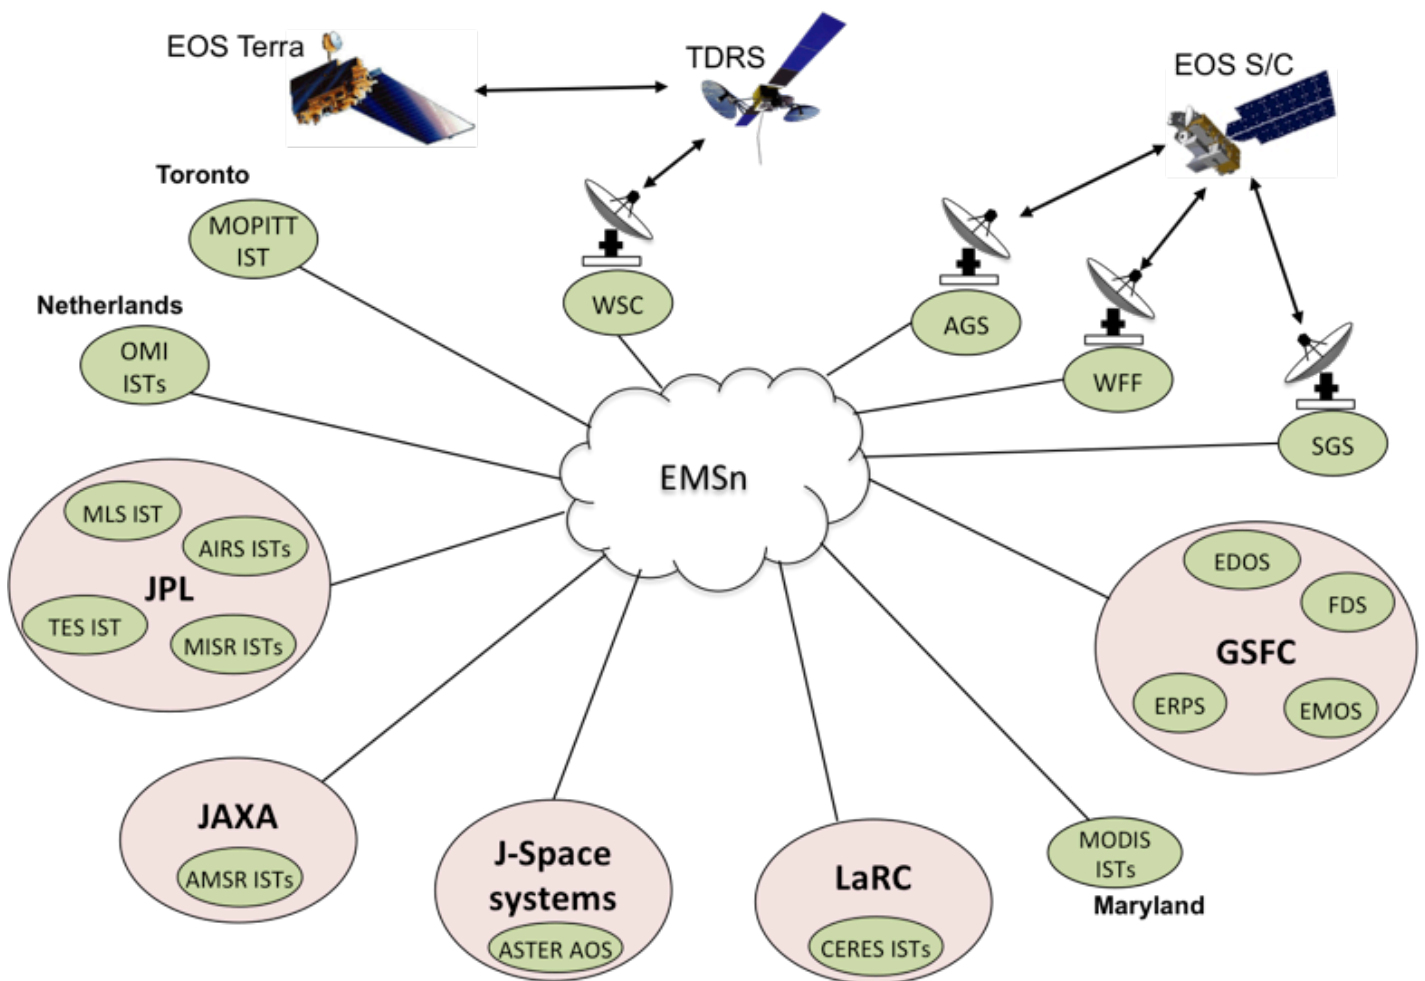 EOS Terra
TDRS
EOS S/C
Toronto
MOPITT
IST
Netherlands
OMI
ISTs
WSC
AGS
WFF
SGS
EMSn
MLS IST
AIRS ISTs
JPL
TES IST
MISR ISTs
EDOS
FDS
GSFC
ERPS
EMOS
JAXA
AMSR ISTs
J-Space
systems
ASTER AOS
LaRC
CERES ISTs
MODIS
ISTs
Maryland